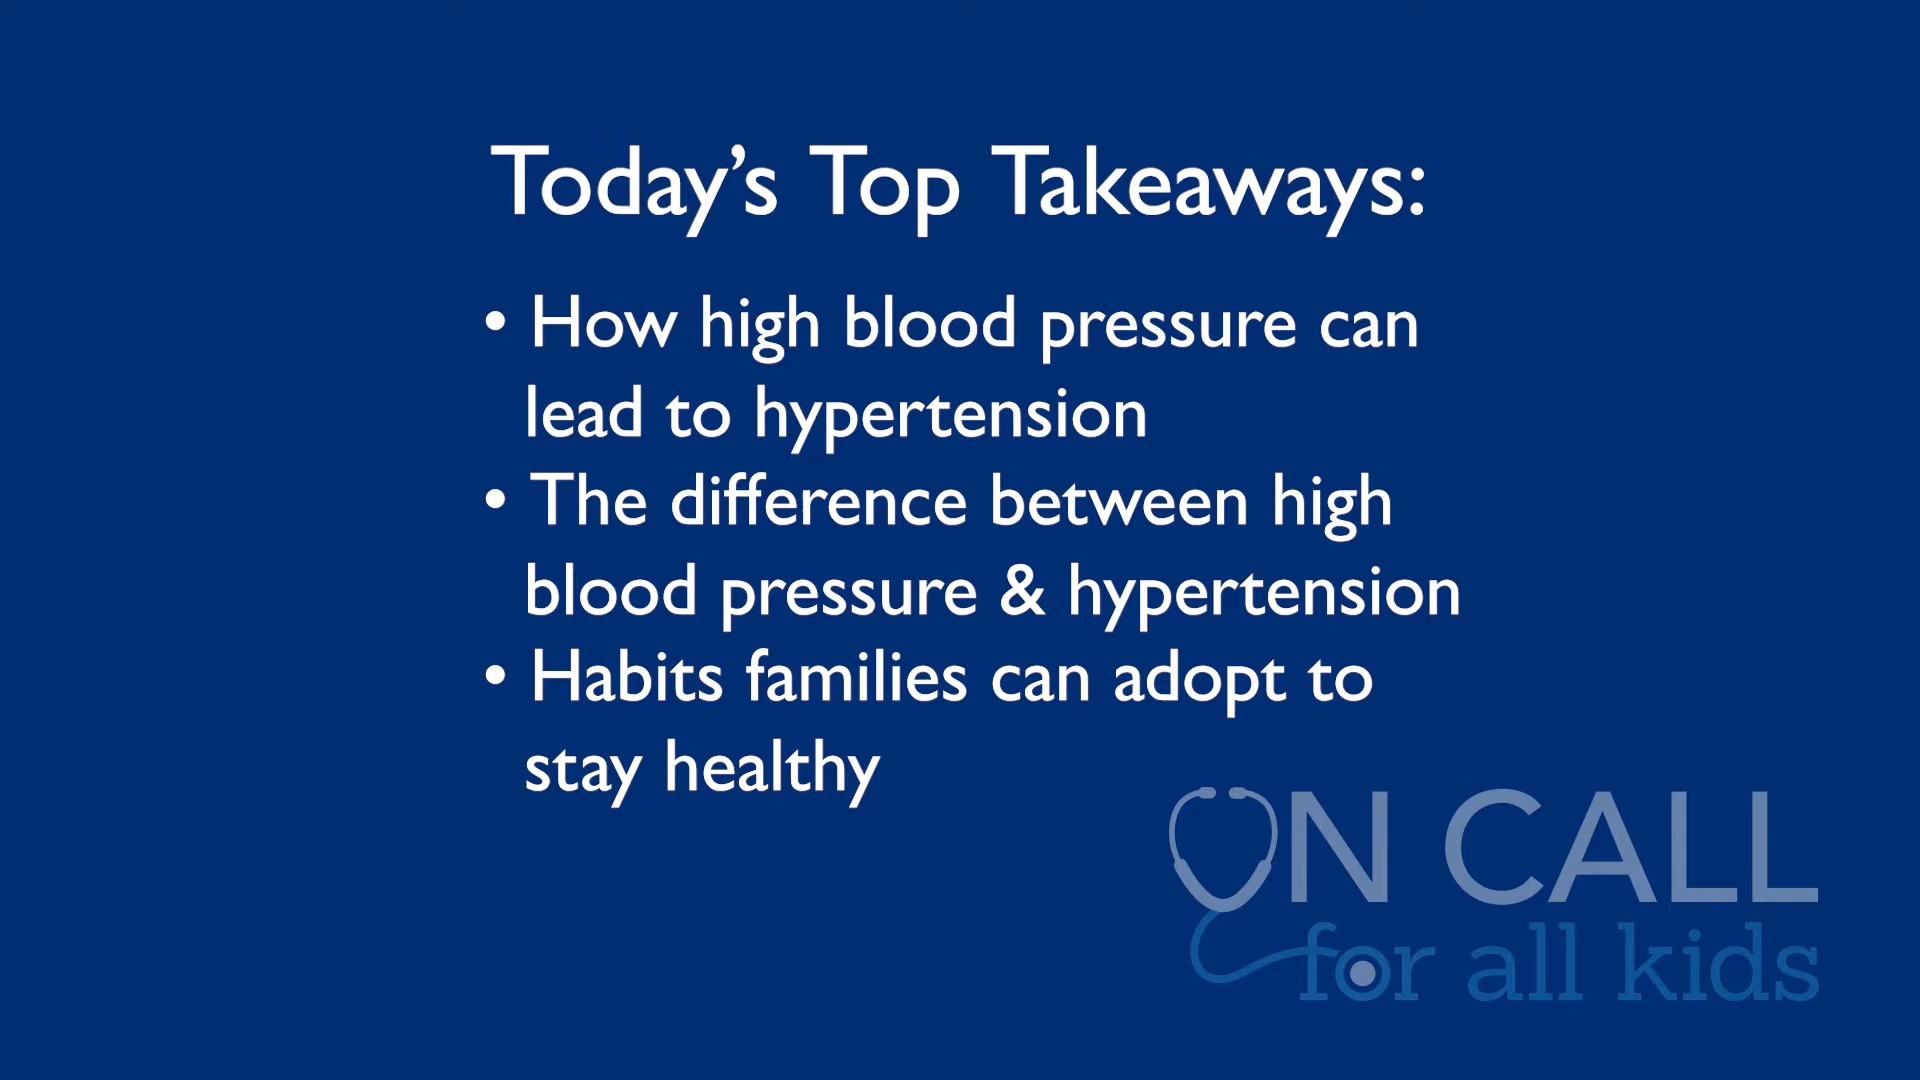 Today’s Top Takeaways:
• How high blood pressure can
lead to hypertension
• The difference between high
blood pressure & hypertension
• Habits families can adopt to
stay healthy
ON CALL
for all kids